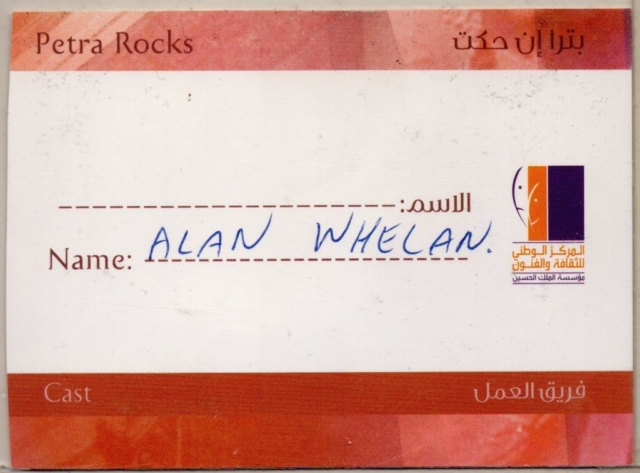 Petra Rocks
بترا إن حكت
الاسم:
Name: ALAN WHELAN.
المركز الوطني
للثقافة والفنون
مؤسسة الملك الحسين
Cast
فريق العمل